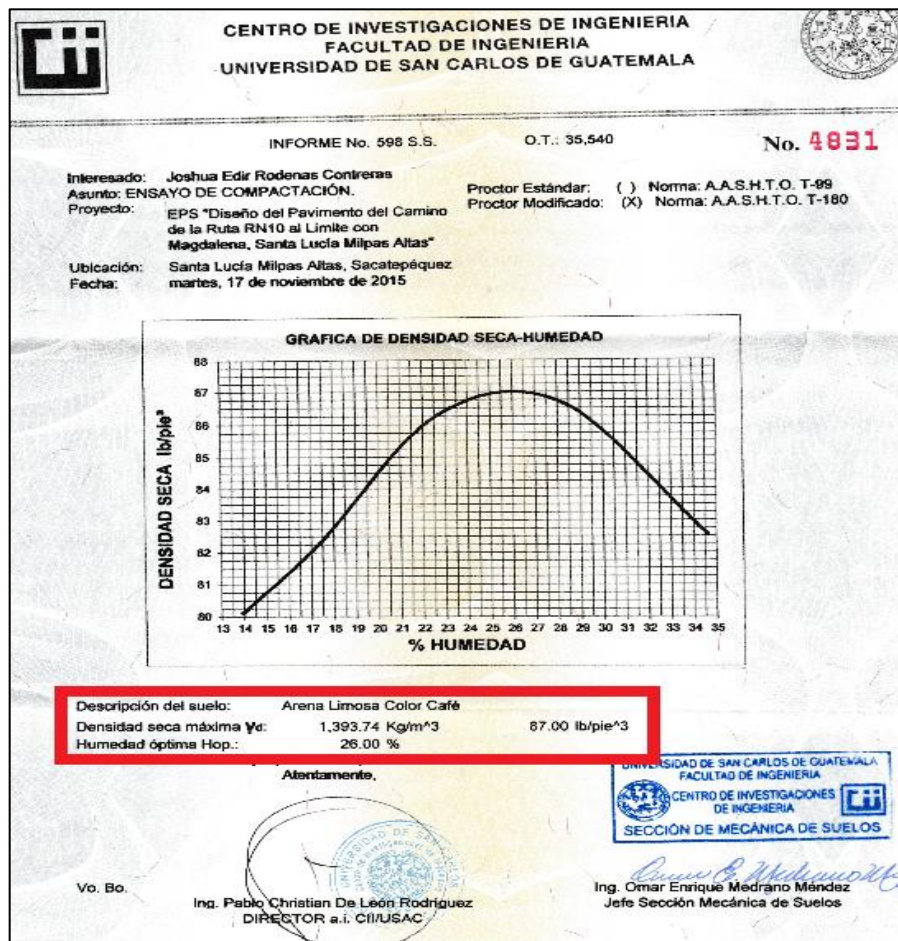 CENTRO DE INVESTIGACIONES DE INGENIERIA
FACULTAD DE INGENIERIA
UNIVERSIDAD DE SAN CARLOS DE GUATEMALA
INFORME No. 598 S.S. O.T.: 35,540 No. 4831
Interesado: Joshua Edir Rodenas Contreras
Asunto: ENSAYO DE COMPACTACIÓN.
Proctor Estándar: ( ) Norma: A.A.S.H.T.O. T-99
Proyecto: EPS "Diseño del Pavimento del Camino
Proctor Modificado: (X) Norma: A.A.S.H.T.O. T-180
de la Ruta RN10 al Limite con
Magdalena, Santa Lucía Milpas Altas"
Ubicación: Santa Lucía Milpas Altas, Sacatepéquez
Fecha: martes, 17 de noviembre de 2015
GRAFICA DE DENSIDAD SECA-HUMEDAD
DENSIDAD SECA lb/pie³
88
87
86
85
84
83
82
81
80
13 14 15 16 17 18 19 20 21 22 23 24 25 26 27 28 29 30 31 32 33 34 35
% HUMEDAD
Descripción del suelo: Arena Limosa Color Café
Densidad seca máxima γd: 1,393.74 Kg/m^3 87.00 lb/pie^3
Humedad óptima Hop.: 26.00 %
Atentamente,
UNIVERSIDAD DE SAN CARLOS DE GUATEMALA
FACULTAD DE INGENIERIA
CENTRO DE INVESTIGACIONES
DE INGENIERIA
SECCIÓN DE MECÁNICA DE SUELOS
Vo. Bo.
Ing. Pablo Christian De León Rodríguez
DIRECTOR a.i. CII/USAC
Ing. Omar Enrique Medrano Méndez
Jefe Sección Mecánica de Suelos